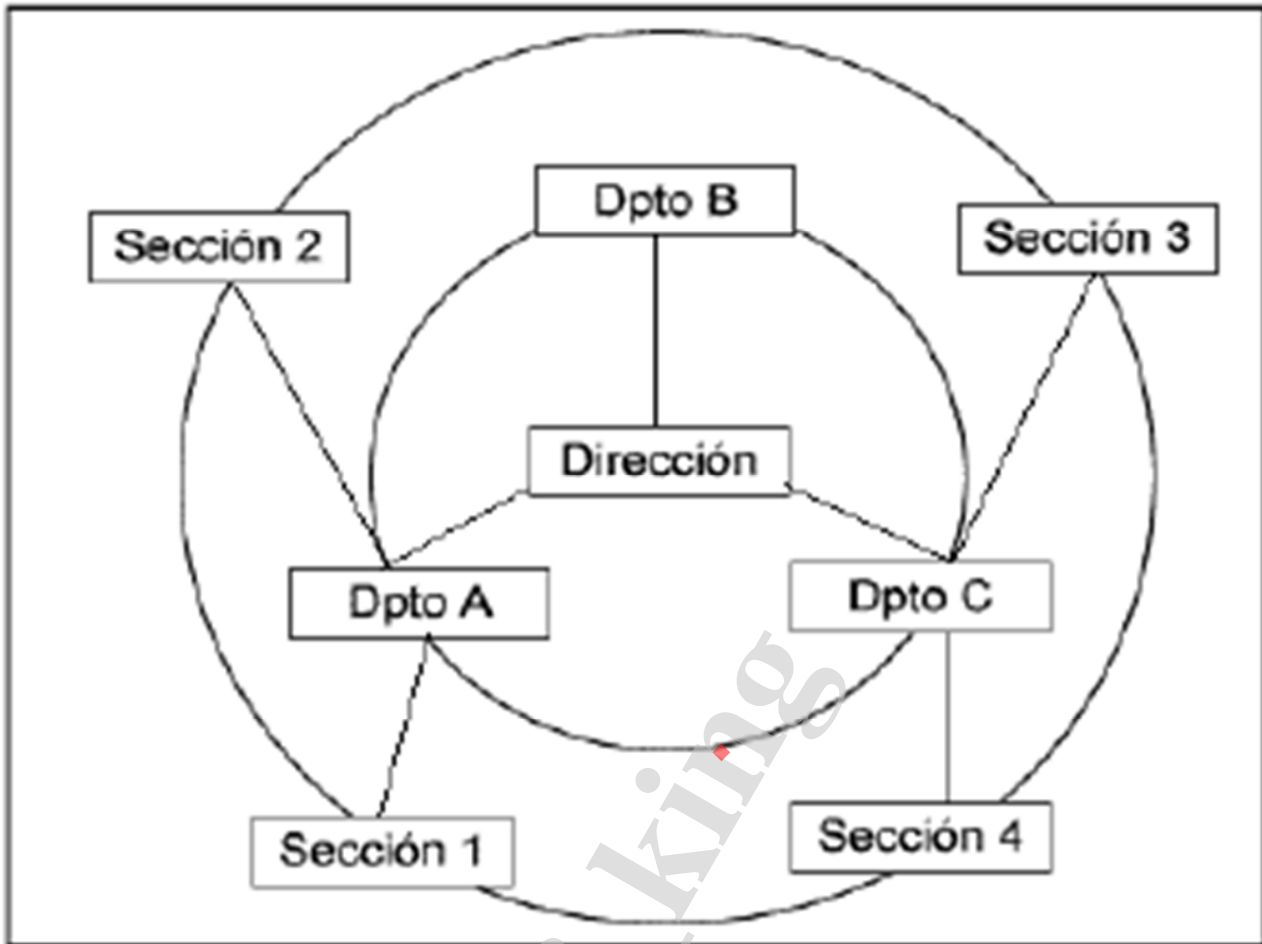 Dpto B
Sección 2
Sección 3
Dirección
Dpto A
Dpto C
Sección 1
Sección 4
king